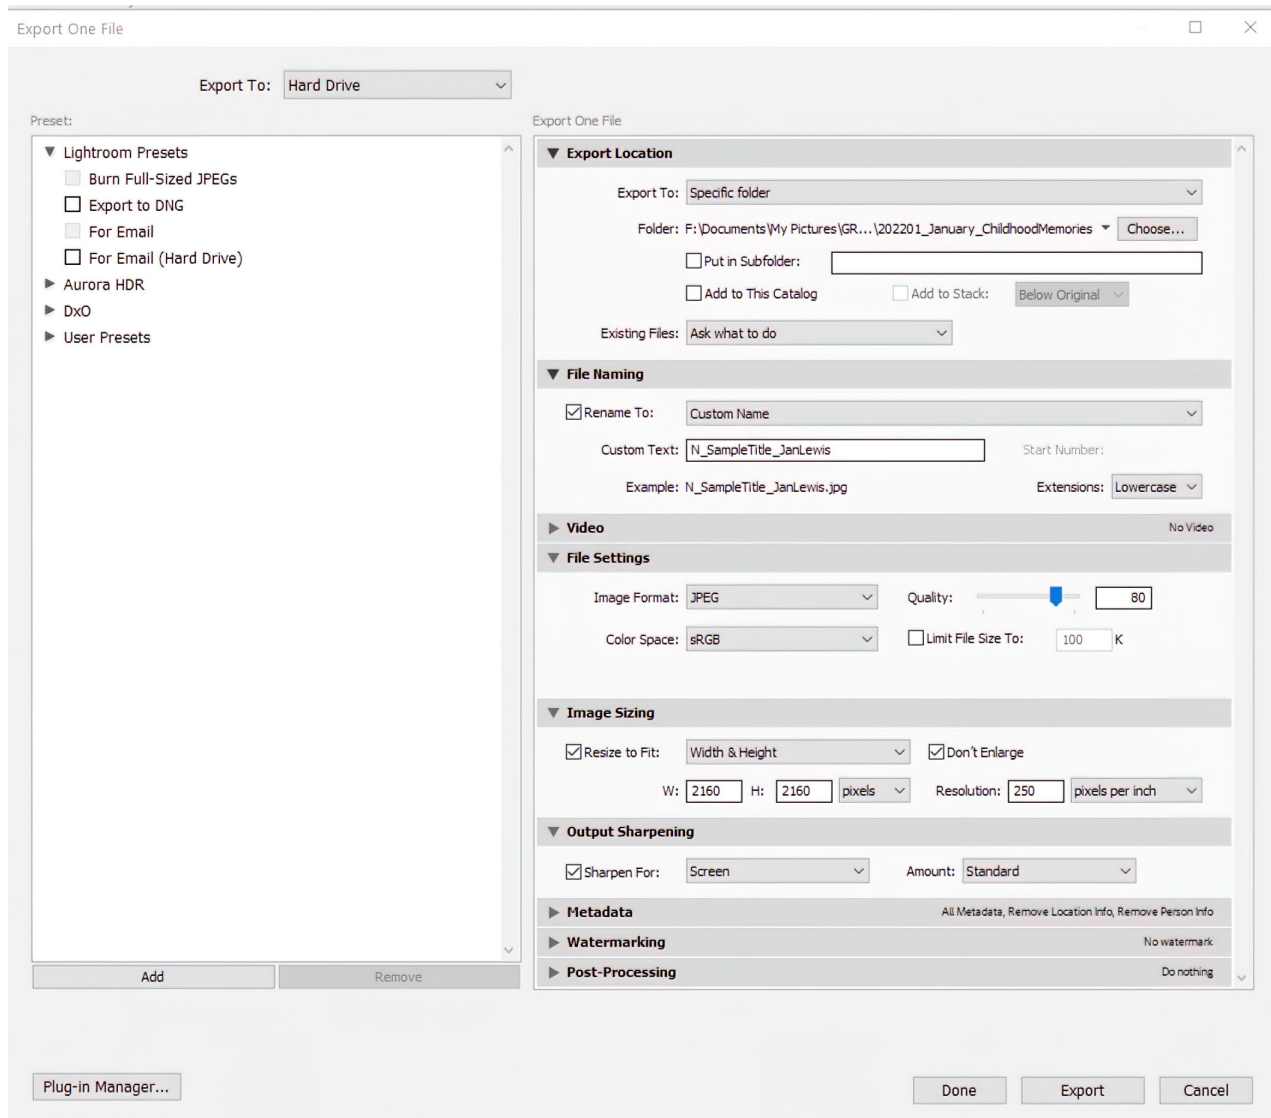 Export One File
Export To: Hard Drive
Preset:
Lightroom Presets
Burn Full-Sized JPEGs
Export to DNG
For Email
For Email (Hard Drive)
Aurora HDR
DxO
User Presets
Add Remove
Export One File
Export Location
Export To: Specific folder
Folder: F:\Documents\My Pictures\GR...\202201_January_ChildhoodMemories Choose...
Put in Subfolder:
Add to This Catalog Add to Stack: Below Original
Existing Files: Ask what to do
File Naming
Rename To: Custom Name
Custom Text: N_SampleTitle_JanLewis Start Number:
Example: N_SampleTitle_JanLewis.jpg Extensions: Lowercase
Video No Video
File Settings
Image Format: JPEG Quality: 80
Color Space: sRGB Limit File Size To: 100 K
Image Sizing
Resize to Fit: Width & Height Don't Enlarge
W: 2160 H: 2160 pixels Resolution: 250 pixels per inch
Output Sharpening
Sharpen For: Screen Amount: Standard
Metadata All Metadata, Remove Location Info, Remove Person Info
Watermarking No watermark
Post-Processing Do nothing
Plug-in Manager... Done Export Cancel